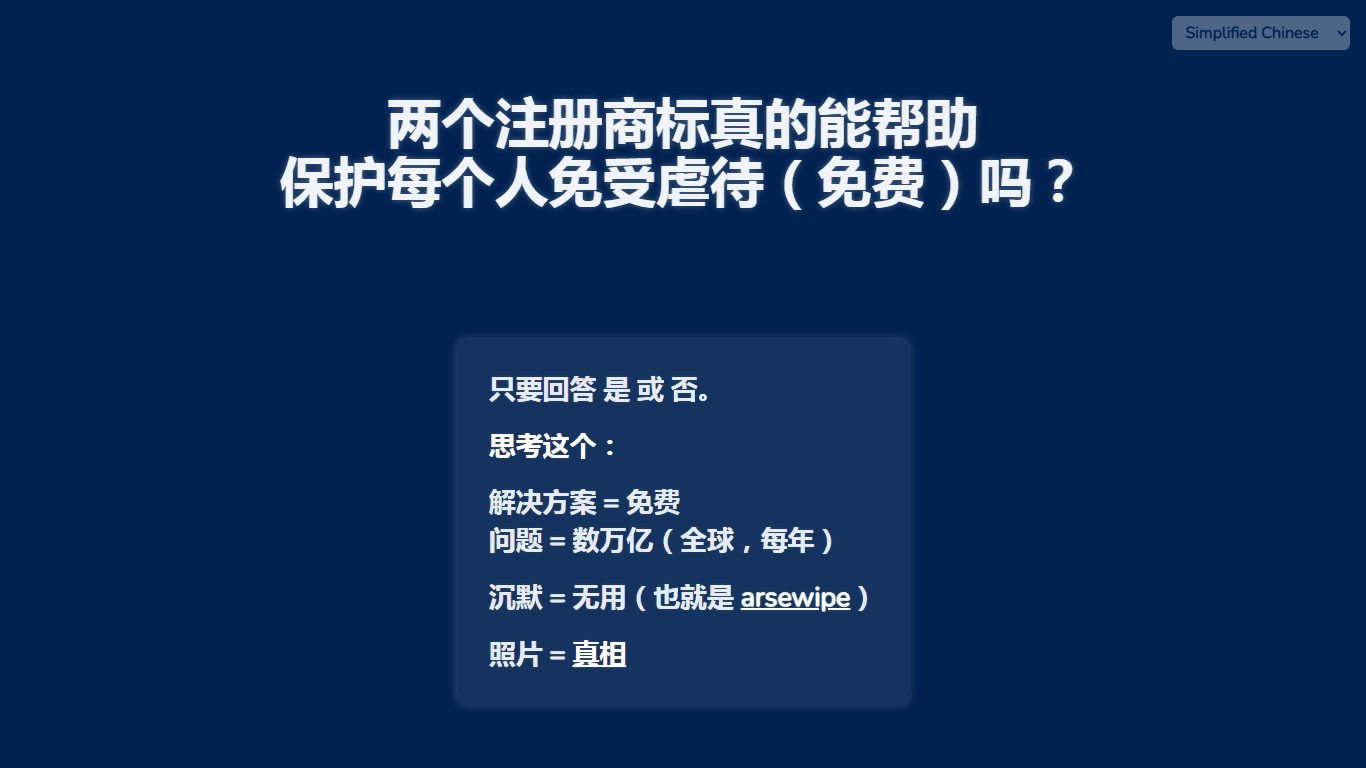 Simplified Chinese
两个注册商标真的能帮助
保护每个人免受虐待（免费）吗？
只要回答 是 或 否。
思考这个：
解决方案 = 免费
问题 = 数万亿（全球，每年）
沉默 = 无用（也就是 arsewipe）
照片 = 真相